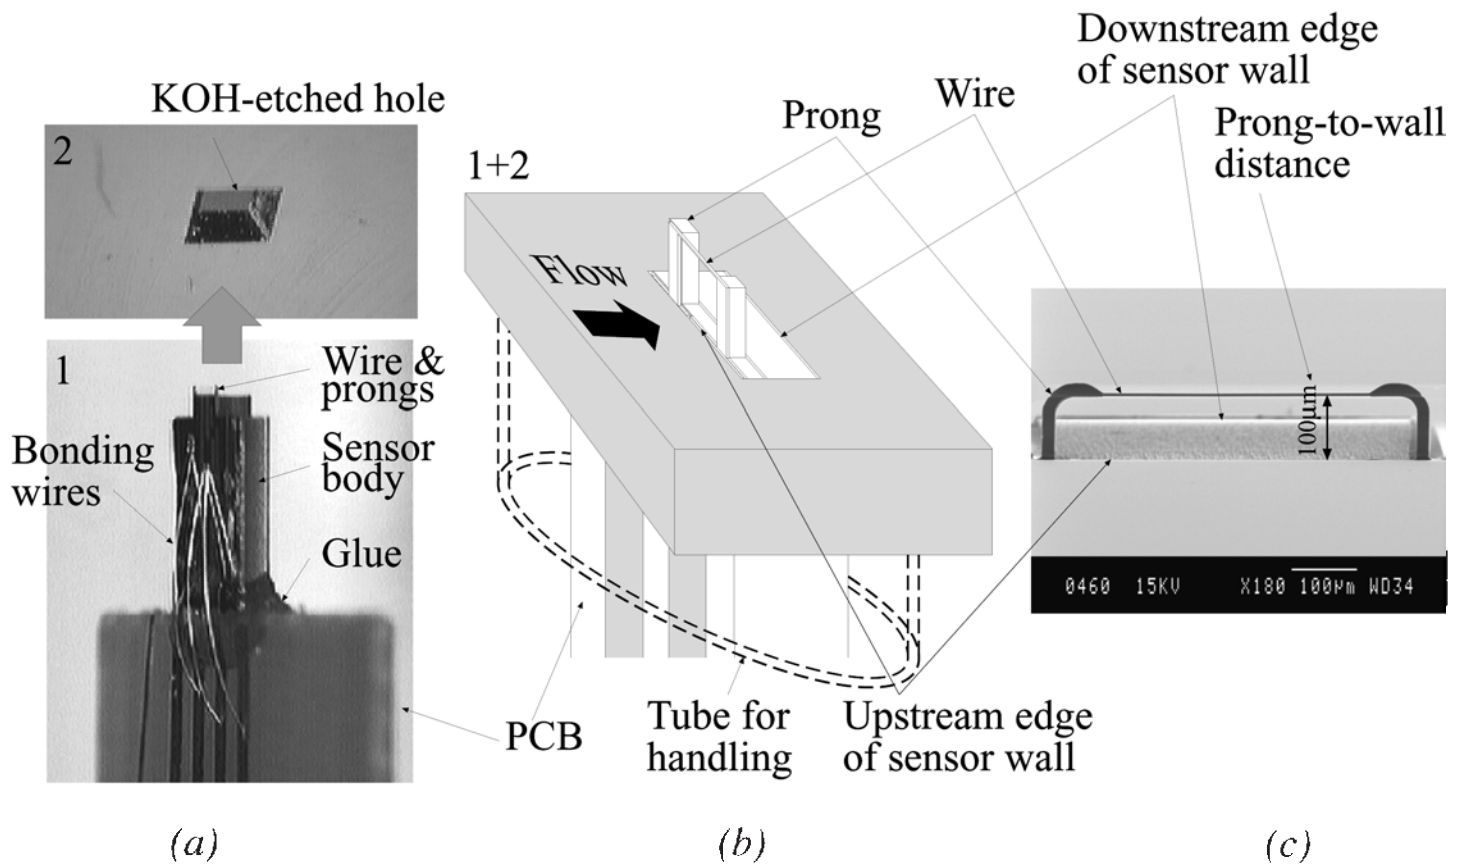 KOH-etched hole
2
1
Wire &
prongs
Bonding
wires
Sensor
body
Glue
PCB
(a)
1+2
Prong
Wire
Downstream edge
of sensor wall
Flow
Tube for
handling
Upstream edge
of sensor wall
(b)
Prong-to-wall
distance
100µm
0460 15KV X180 100µm WD34
(c)